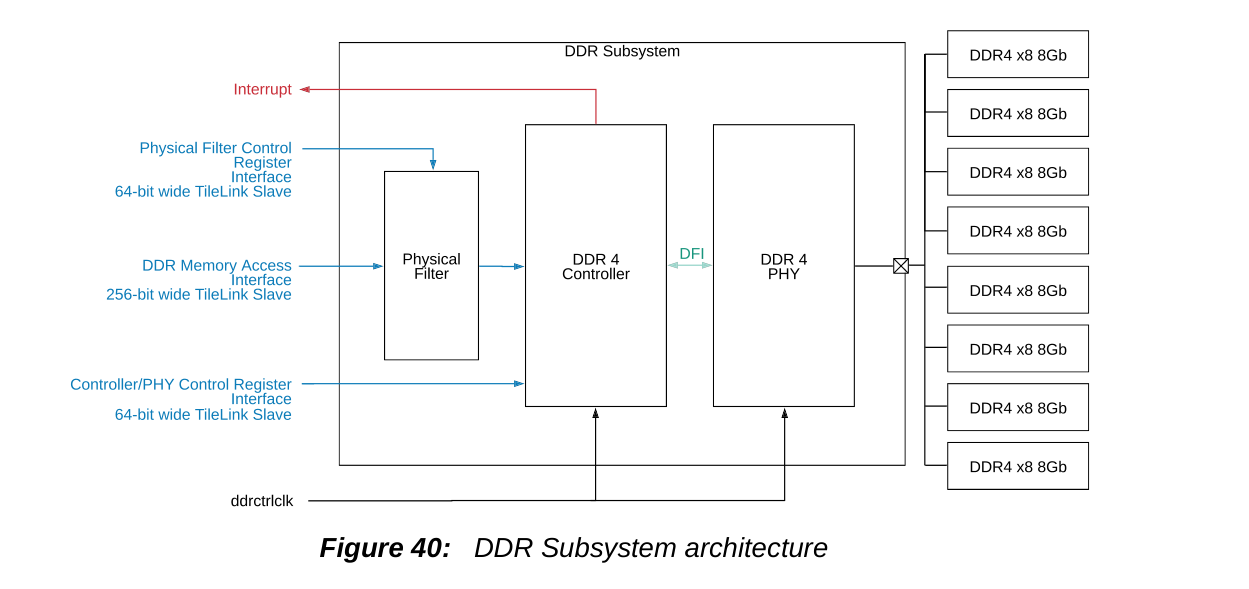 DDR Subsystem
Interrupt
Physical Filter Control
Register
Interface
64-bit wide TileLink Slave
DDR Memory Access
Interface
256-bit wide TileLink Slave
Controller/PHY Control Register
Interface
64-bit wide TileLink Slave
ddrctrlclk
Physical
Filter
DDR 4
Controller
DFI
DDR 4
PHY
DDR4 x8 8Gb
DDR4 x8 8Gb
DDR4 x8 8Gb
DDR4 x8 8Gb
DDR4 x8 8Gb
DDR4 x8 8Gb
DDR4 x8 8Gb
DDR4 x8 8Gb
Figure 40: DDR Subsystem architecture